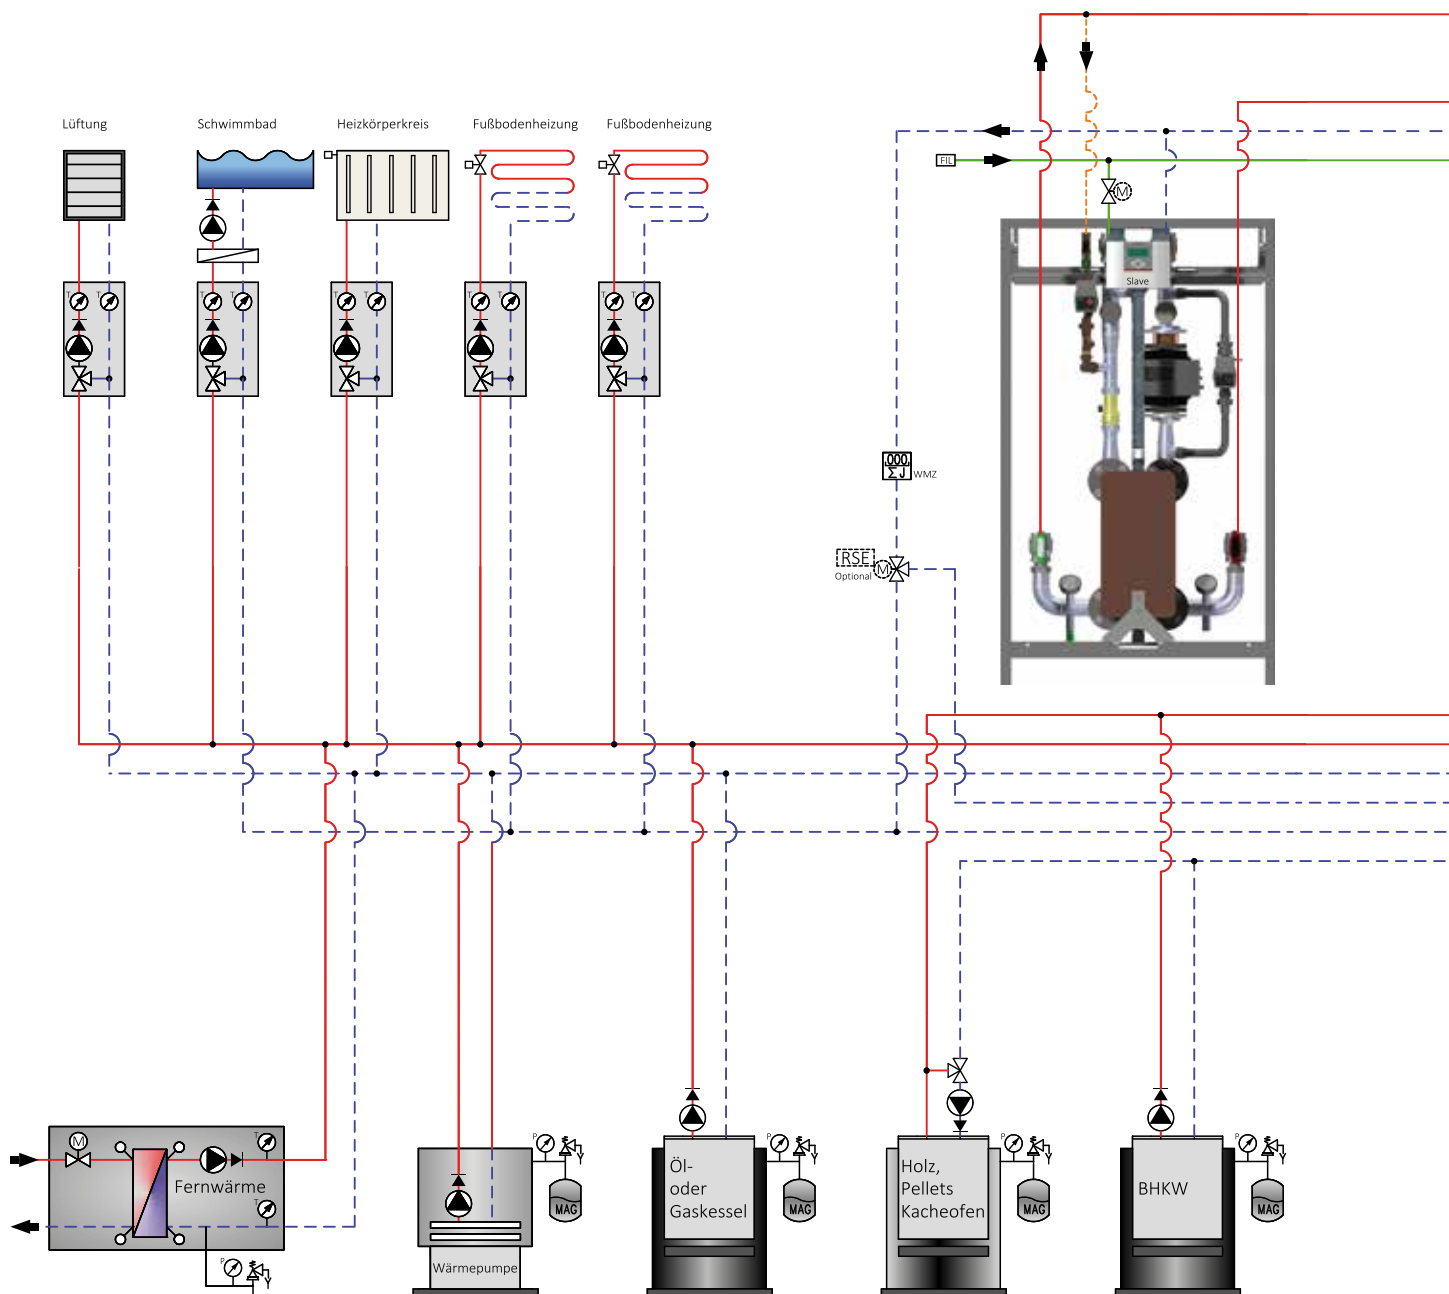 Lüftung
Schwimmbad
Heizkörperkreis
Fußbodenheizung
Fußbodenheizung
FIL
M
Slave
T
T
T
T
T
T
T
T
T
T
000
Σ J
WMZ
RSE
Optional
M
M
T
Fernwärme
T
P
P
MAG
Wärmepumpe
Öl-
oder
Gaskessel
P
MAG
Holz,
Pellets
Kacheofen
P
MAG
BHKW
P
MAG